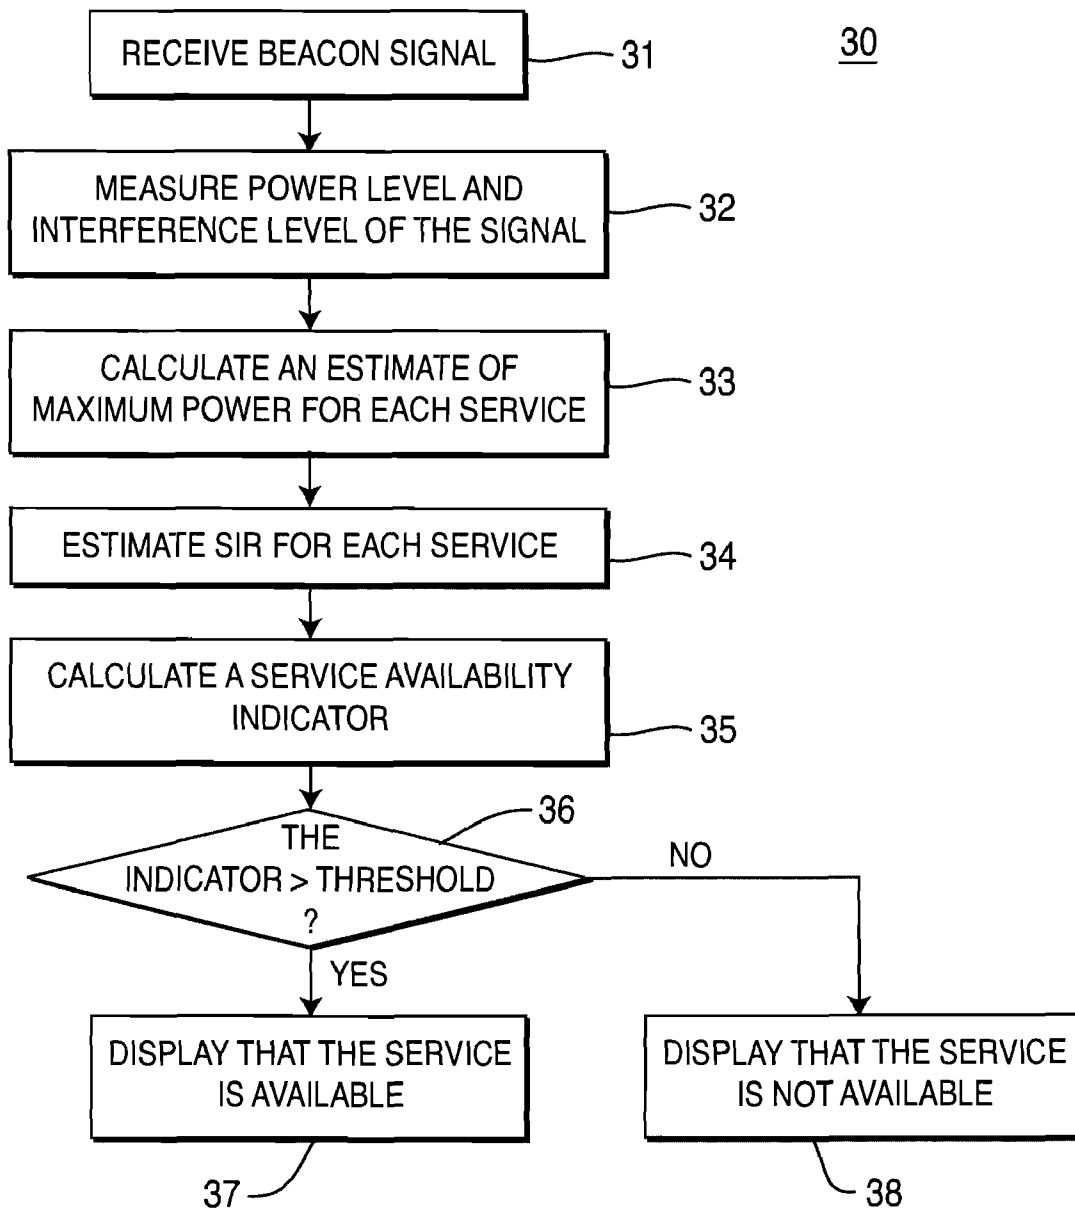 30
RECEIVE BEACON SIGNAL
31
MEASURE POWER LEVEL AND
INTERFERENCE LEVEL OF THE SIGNAL
32
CALCULATE AN ESTIMATE OF
MAXIMUM POWER FOR EACH SERVICE
33
ESTIMATE SIR FOR EACH SERVICE
34
CALCULATE A SERVICE AVAILABILITY
INDICATOR
35
36
THE
INDICATOR > THRESHOLD
?
NO
YES
DISPLAY THAT THE SERVICE
IS AVAILABLE
37
DISPLAY THAT THE SERVICE
IS NOT AVAILABLE
38